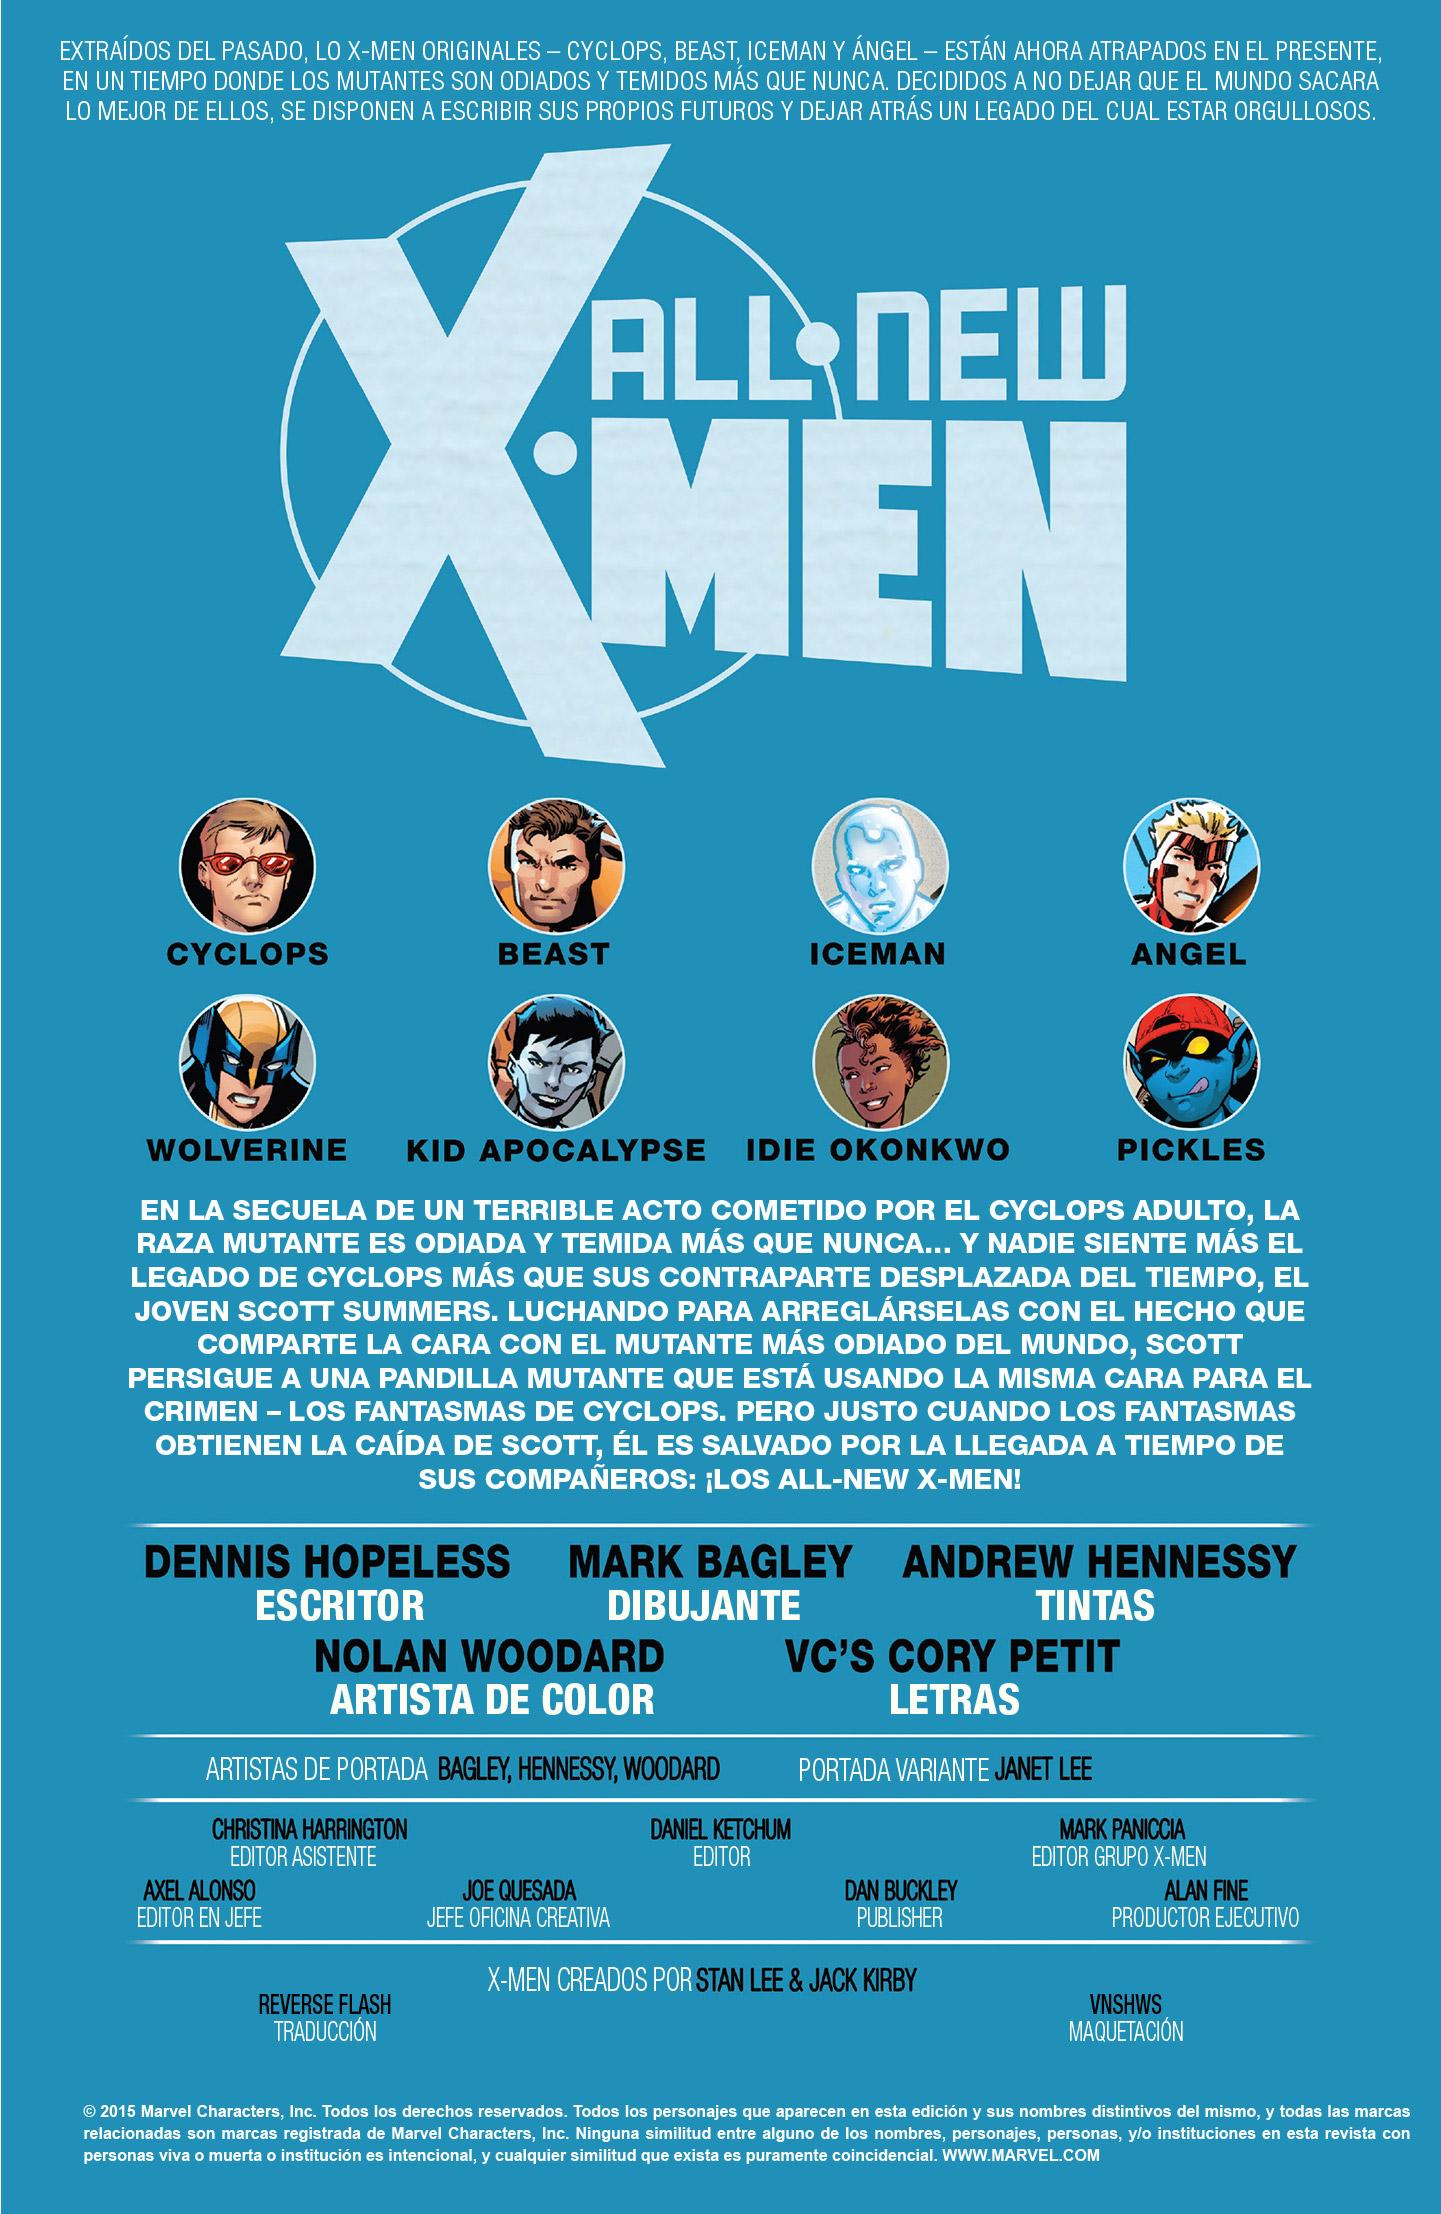 EXTRAÍDOS DEL PASADO, LO X-MEN ORIGINALES – CYCLOPS, BEAST, ICEMAN Y ÁNGEL – ESTÁN AHORA ATRAPADOS EN EL PRESENTE,
EN UN TIEMPO DONDE LOS MUTANTES SON ODIADOS Y TEMIDOS MÁS QUE NUNCA. DECIDIDOS A NO DEJAR QUE EL MUNDO SACARA
LO MEJOR DE ELLOS, SE DISPONEN A ESCRIBIR SUS PROPIOS FUTUROS Y DEJAR ATRÁS UN LEGADO DEL CUAL ESTAR ORGULLOSOS.
ALL·NEW
X·MEN
CYCLOPS BEAST ICEMAN ANGEL
WOLVERINE KID APOCALYPSE IDIE OKONKWO PICKLES
EN LA SECUELA DE UN TERRIBLE ACTO COMETIDO POR EL CYCLOPS ADULTO, LA
RAZA MUTANTE ES ODIADA Y TEMIDA MÁS QUE NUNCA... Y NADIE SIENTE MÁS EL
LEGADO DE CYCLOPS MÁS QUE SUS CONTRAPARTE DESPLAZADA DEL TIEMPO, EL
JOVEN SCOTT SUMMERS. LUCHANDO PARA ARREGLÁRSELAS CON EL HECHO QUE
COMPARTE LA CARA CON EL MUTANTE MÁS ODIADO DEL MUNDO, SCOTT
PERSIGUE A UNA PANDILLA MUTANTE QUE ESTÁ USANDO LA MISMA CARA PARA EL
CRIMEN – LOS FANTASMAS DE CYCLOPS. PERO JUSTO CUANDO LOS FANTASMAS
OBTIENEN LA CAÍDA DE SCOTT, ÉL ES SALVADO POR LA LLEGADA A TIEMPO DE
SUS COMPAÑEROS: ¡LOS ALL-NEW X-MEN!
DENNIS HOPELESS MARK BAGLEY ANDREW HENNESSY
ESCRITOR DIBUJANTE TINTAS
NOLAN WOODARD VC'S CORY PETIT
ARTISTA DE COLOR LETRAS
ARTISTAS DE PORTADA BAGLEY, HENNESSY, WOODARD PORTADA VARIANTE JANET LEE
CHRISTINA HARRINGTON DANIEL KETCHUM MARK PANICCIA
EDITOR ASISTENTE EDITOR EDITOR GRUPO X-MEN
AXEL ALONSO JOE QUESADA DAN BUCKLEY ALAN FINE
EDITOR EN JEFE JEFE OFICINA CREATIVA PUBLISHER PRODUCTOR EJECUTIVO
X-MEN CREADOS POR STAN LEE & JACK KIRBY
REVERSE FLASH VNSHWS
TRADUCCIÓN MAQUETACIÓN
© 2015 Marvel Characters, Inc. Todos los derechos reservados. Todos los personajes que aparecen en esta edición y sus nombres distintivos del mismo, y todas las marcas
relacionadas son marcas registrada de Marvel Characters, Inc. Ninguna similitud entre alguno de los nombres, personajes, personas, y/o instituciones en esta revista con
personas viva o muerta o institución es intencional, y cualquier similitud que exista es puramente coincidencial. WWW.MARVEL.COM